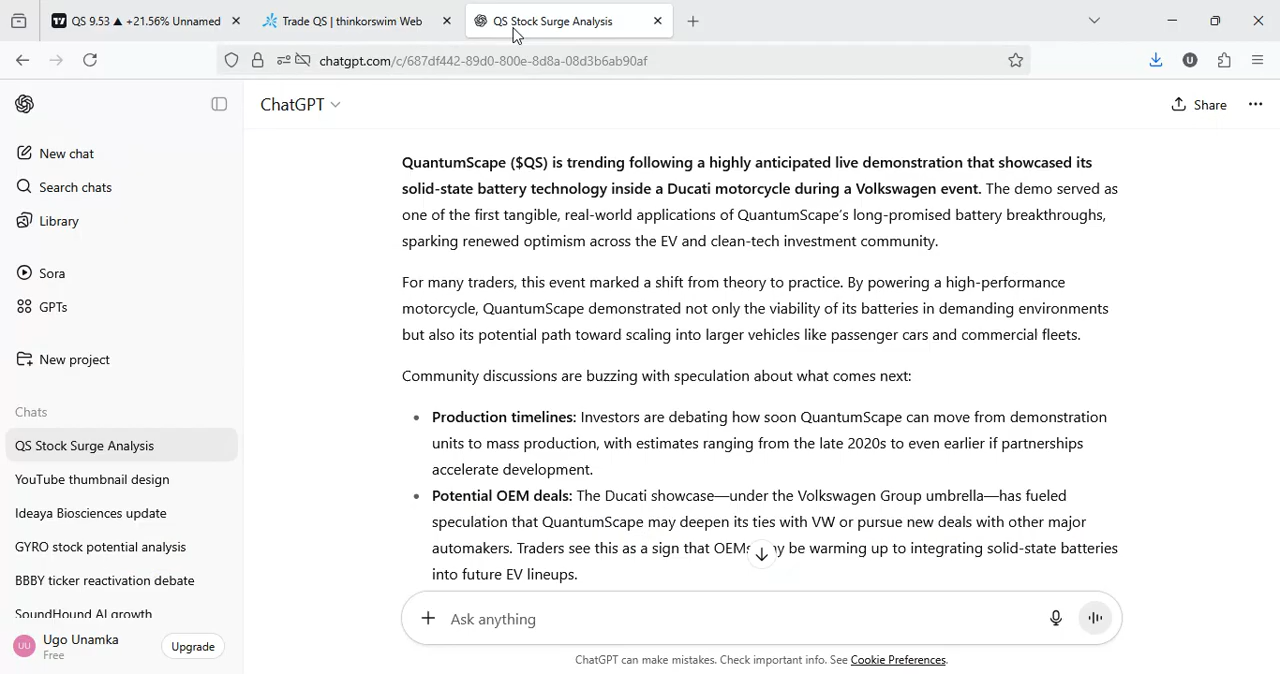 QS 9.53 ▲ +21.56% Unnamed
Trade QS | thinkorswim Web
QS Stock Surge Analysis
chatgpt.com/c/687df442-89d0-800e-8d8a-08d3b6ab90af
U
ChatGPT
Share
New chat
Search chats
Library
Sora
GPTs
New project
Chats
QS Stock Surge Analysis
YouTube thumbnail design
Ideaya Biosciences update
GYRO stock potential analysis
BBBY ticker reactivation debate
SoundHound AI growth
UU
Ugo Unamka
Free
Upgrade
QuantumScape ($QS) is trending following a highly anticipated live demonstration that showcased its
solid-state battery technology inside a Ducati motorcycle during a Volkswagen event. The demo served as
one of the first tangible, real-world applications of QuantumScape's long-promised battery breakthroughs,
sparking renewed optimism across the EV and clean-tech investment community.
For many traders, this event marked a shift from theory to practice. By powering a high-performance
motorcycle, QuantumScape demonstrated not only the viability of its batteries in demanding environments
but also its potential path toward scaling into larger vehicles like passenger cars and commercial fleets.
Community discussions are buzzing with speculation about what comes next:
• Production timelines: Investors are debating how soon QuantumScape can move from demonstration
units to mass production, with estimates ranging from the late 2020s to even earlier if partnerships
accelerate development.
• Potential OEM deals: The Ducati showcase—under the Volkswagen Group umbrella—has fueled
speculation that QuantumScape may deepen its ties with VW or pursue new deals with other major
automakers. Traders see this as a sign that OEMs be warming up to integrating solid-state batteries
into future EV lineups.
Ask anything
ChatGPT can make mistakes. Check important info. See Cookie Preferences.